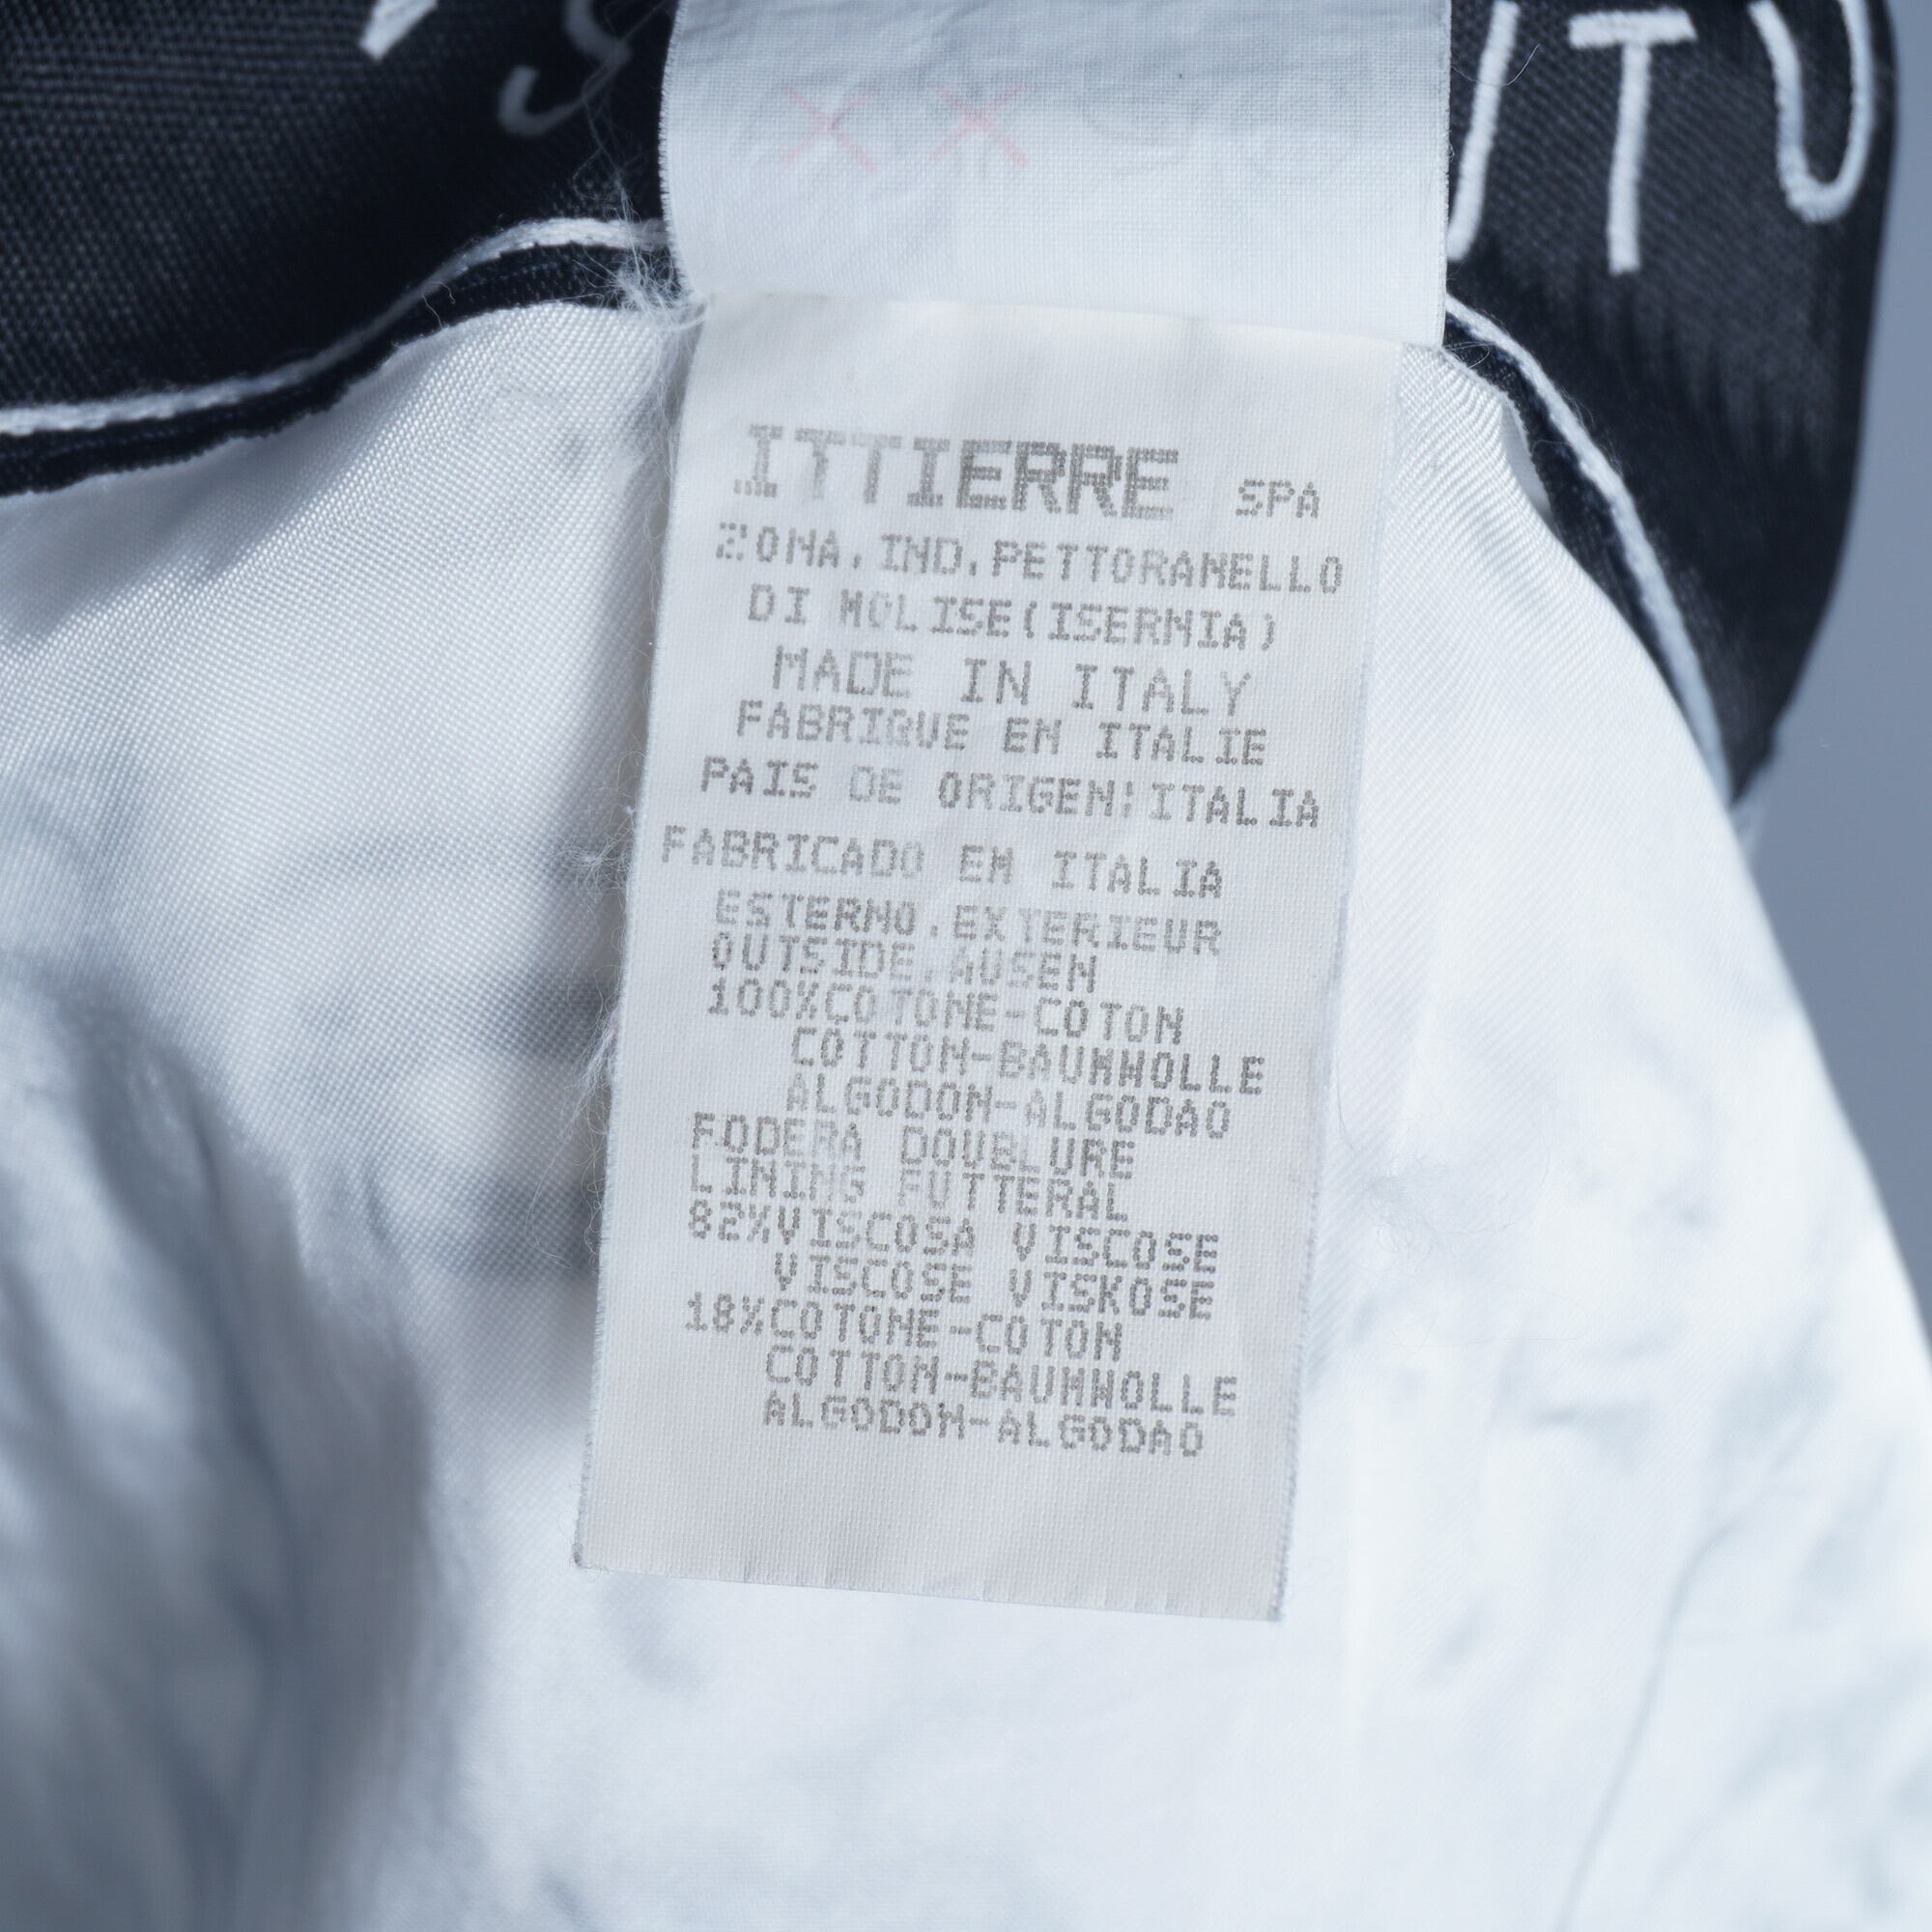 ITU
ITTIERRE SPA
ZONA.IND.PETTORANELLO
DI MOLISE(ISERNIA)
MADE IN ITALY
FABRIQUE EN ITALIE
PAIS DE ORIGEN:ITALIA
FABRICADO EM ITALIA
ESTERNO.EXTERIEUR
OUTSIDE.AUSEN
100%COTONE-COTON
COTTON-BAUMWOLLE
ALGODON-ALGODAO
FODERA DOUBLURE
LINING FUTTERAL
82%VISCOSA VISCOSE
VISCOSE VISKOSE
18%COTONE-COTON
COTTON-BAUMWOLLE
ALGODON-ALGODAO